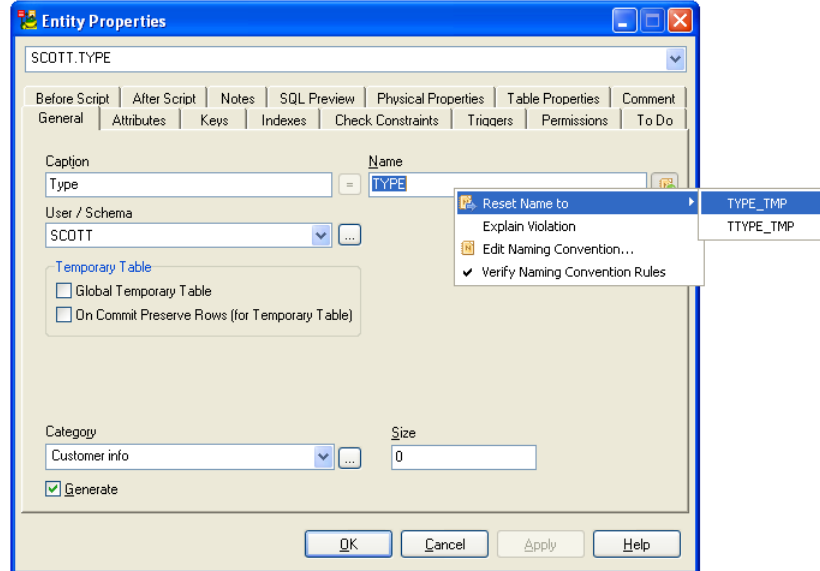 Entity Properties
SCOTT.TYPE
Before Script After Script Notes SQL Preview Physical Properties Table Properties Comment
General Attributes Keys Indexes Check Constraints Triggers Permissions To Do
Caption Name
Type = TYPE
Reset Name to TYPE_TMP
User / Schema Explain Violation TTYPE_TMP
SCOTT ... Edit Naming Convention...
Verify Naming Convention Rules
Temporary Table
Global Temporary Table
On Commit Preserve Rows (for Temporary Table)
Category Size
Customer info ... 0
Generate
OK Cancel Apply Help